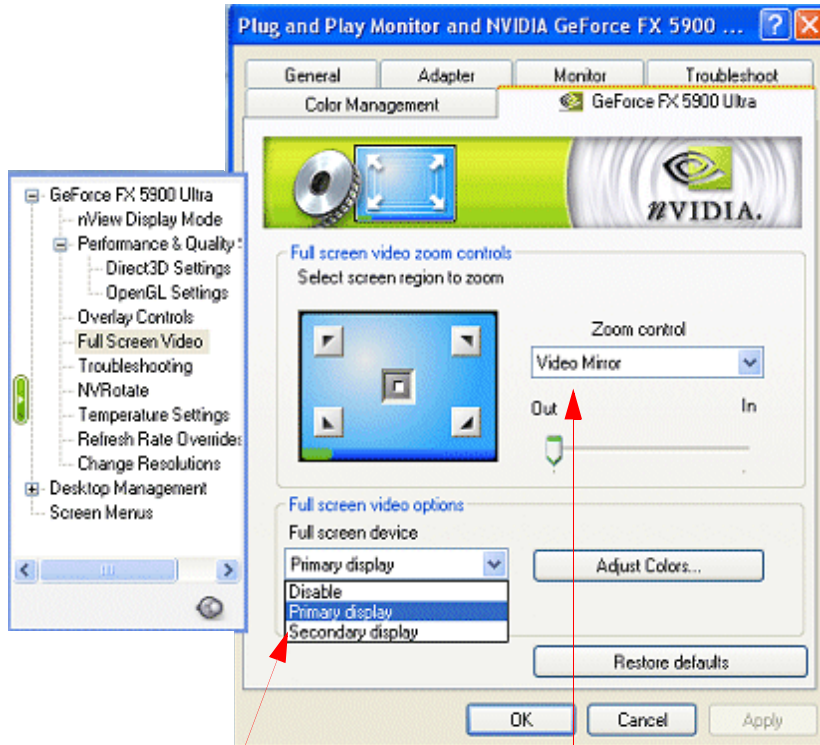 Plug and Play Monitor and NVIDIA GeForce FX 5900 ...
General
Adapter
Monitor
Troubleshoot
Color Management
GeForce FX 5900 Ultra
nVIDIA.
GeForce FX 5900 Ultra
nView Display Mode
Performance & Quality
Direct3D Settings
OpenGL Settings
Overlay Controls
Full Screen Video
Troubleshooting
NVRotate
Temperature Settings
Refresh Rate Overrides
Change Resolutions
Desktop Management
Screen Menus
Full screen video zoom controls
Select screen region to zoom
Zoom control
Video Mirror
Out
In
Full screen video options
Full screen device
Primary display
Adjust Colors...
Disable
Primary display
Secondary display
Restore defaults
OK
Cancel
Apply